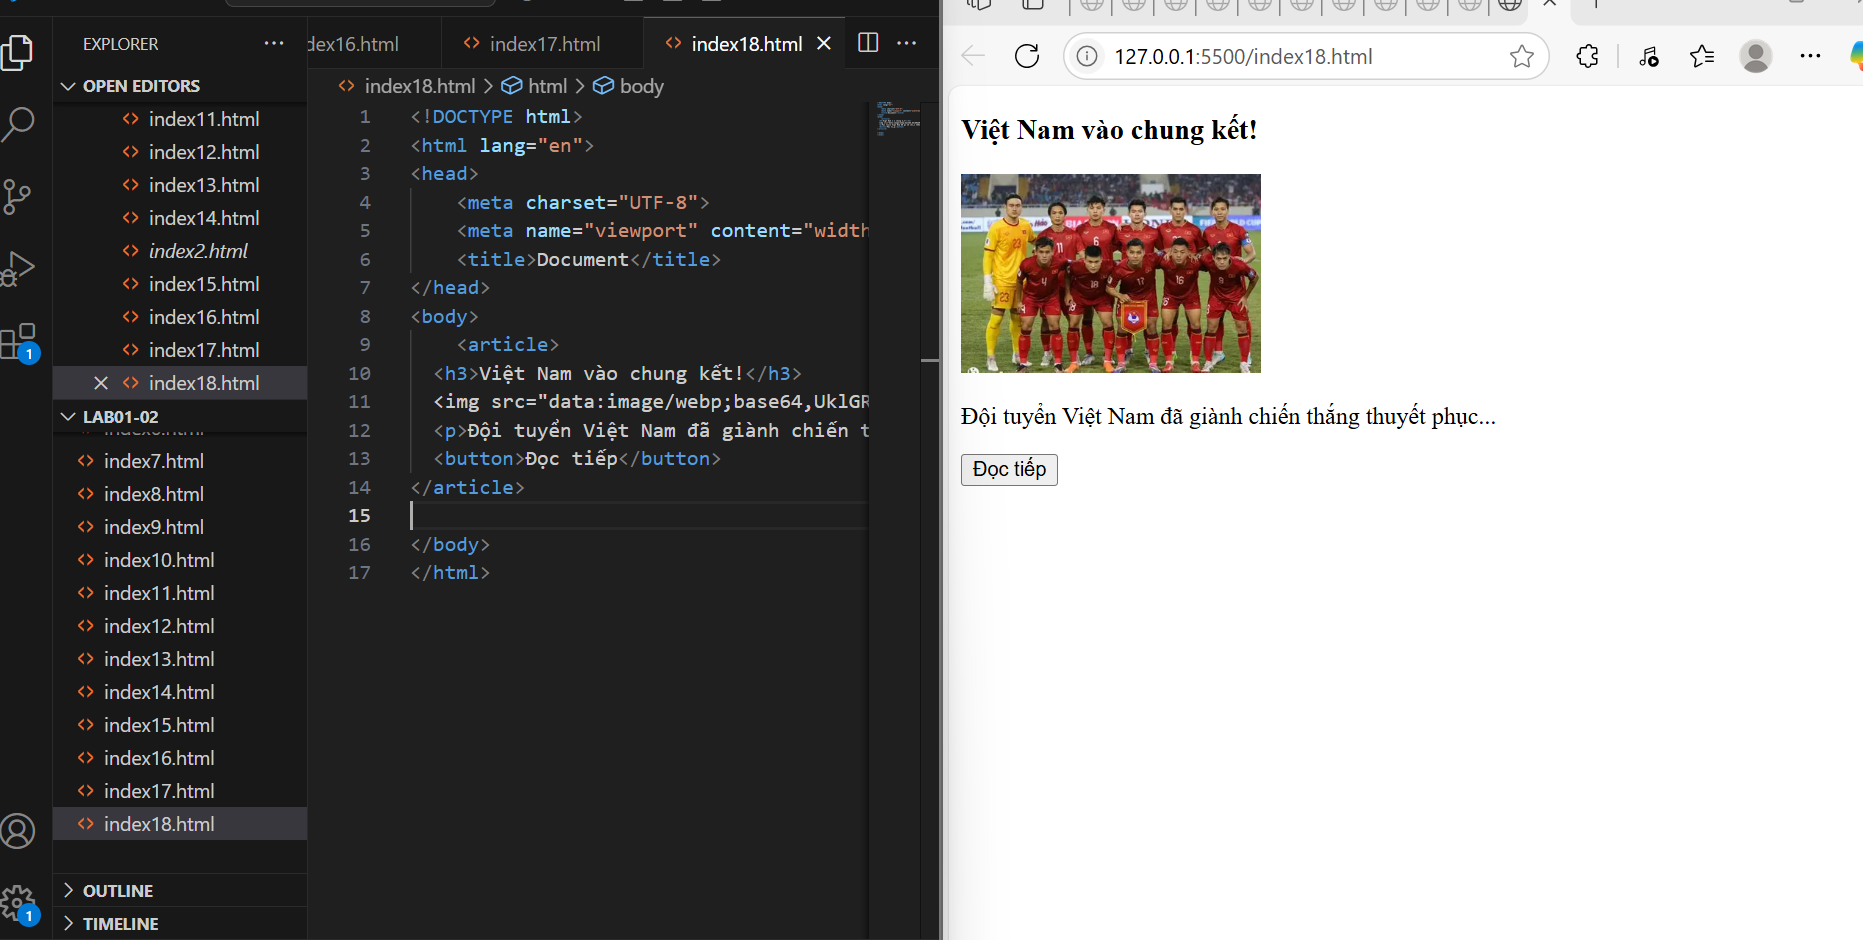 EXPLORER
OPEN EDITORS
index11.html
index12.html
index13.html
index14.html
index2.html
index15.html
index16.html
index17.html
index18.html
LAB01-02
index7.html
index8.html
index9.html
index10.html
index11.html
index12.html
index13.html
index14.html
index15.html
index16.html
index17.html
index18.html
OUTLINE
TIMELINE
1
1
dex16.html
index17.html
index18.html
index18.html > html > body
1 <!DOCTYPE html>
2 <html lang="en">
3 <head>
4 <meta charset="UTF-8">
5 <meta name="viewport" content="width
6 <title>Document</title>
7 </head>
8 <body>
9 <article>
10 <h3>Việt Nam vào chung kết!</h3>
11 <img src="data:image/webp;base64,UklGR
12 <p>Đội tuyển Việt Nam đã giành chiến t
13 <button>Đọc tiếp</button>
14 </article>
15
16 </body>
17 </html>
127.0.0.1:5500/index18.html
Việt Nam vào chung kết!
Đội tuyển Việt Nam đã giành chiến thắng thuyết phục...
Đọc tiếp